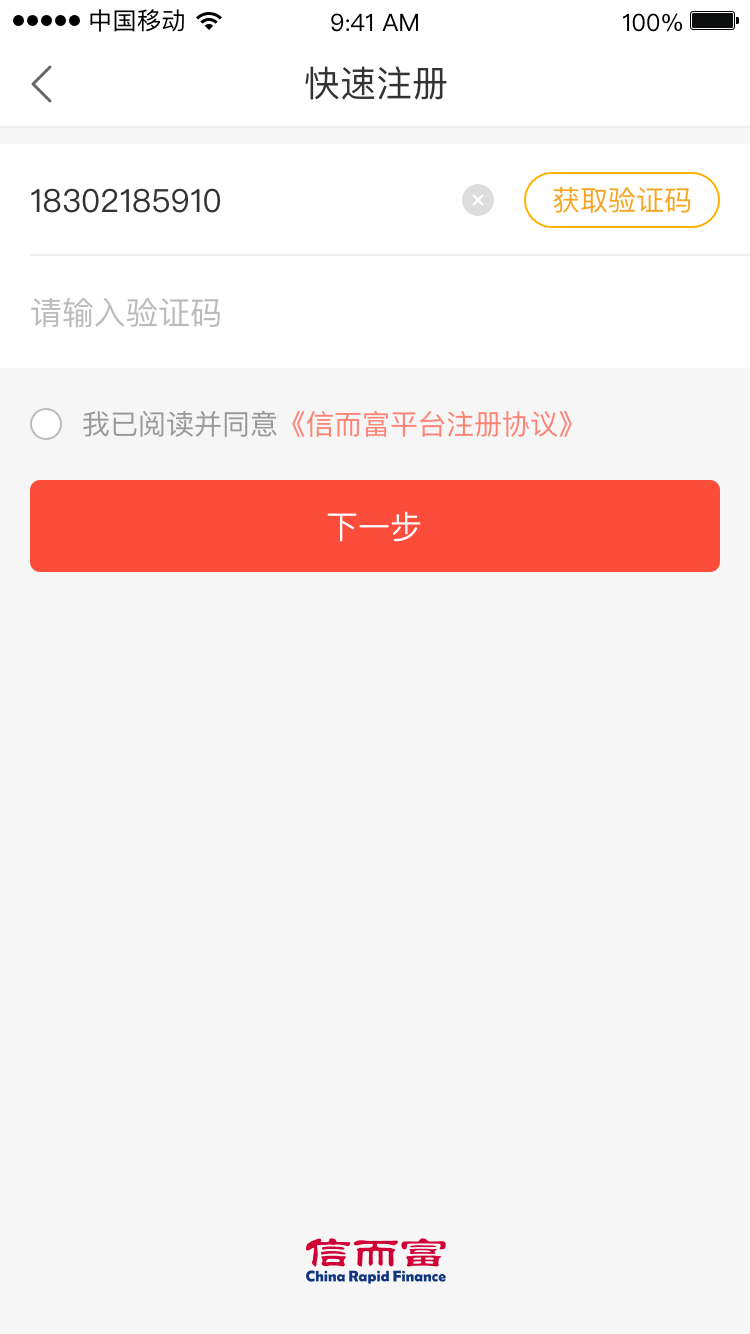 中国移动 9:41 AM 100%
快速注册
18302185910 获取验证码
请输入验证码
我已阅读并同意《信而富平台注册协议》
下一步
信而富
China Rapid Finance